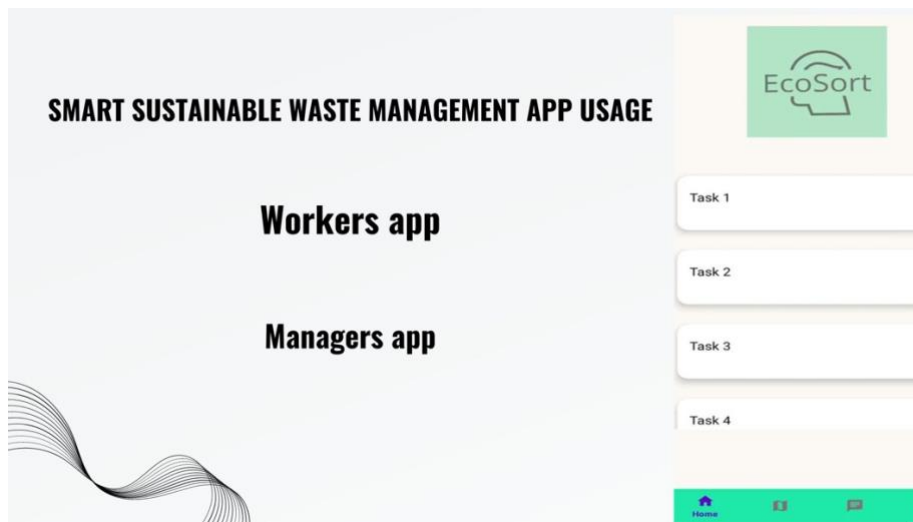 SMART SUSTAINABLE WASTE MANAGEMENT APP USAGE
Workers app
Managers app
EcoSort
Task 1
Task 2
Task 3
Task 4
Home